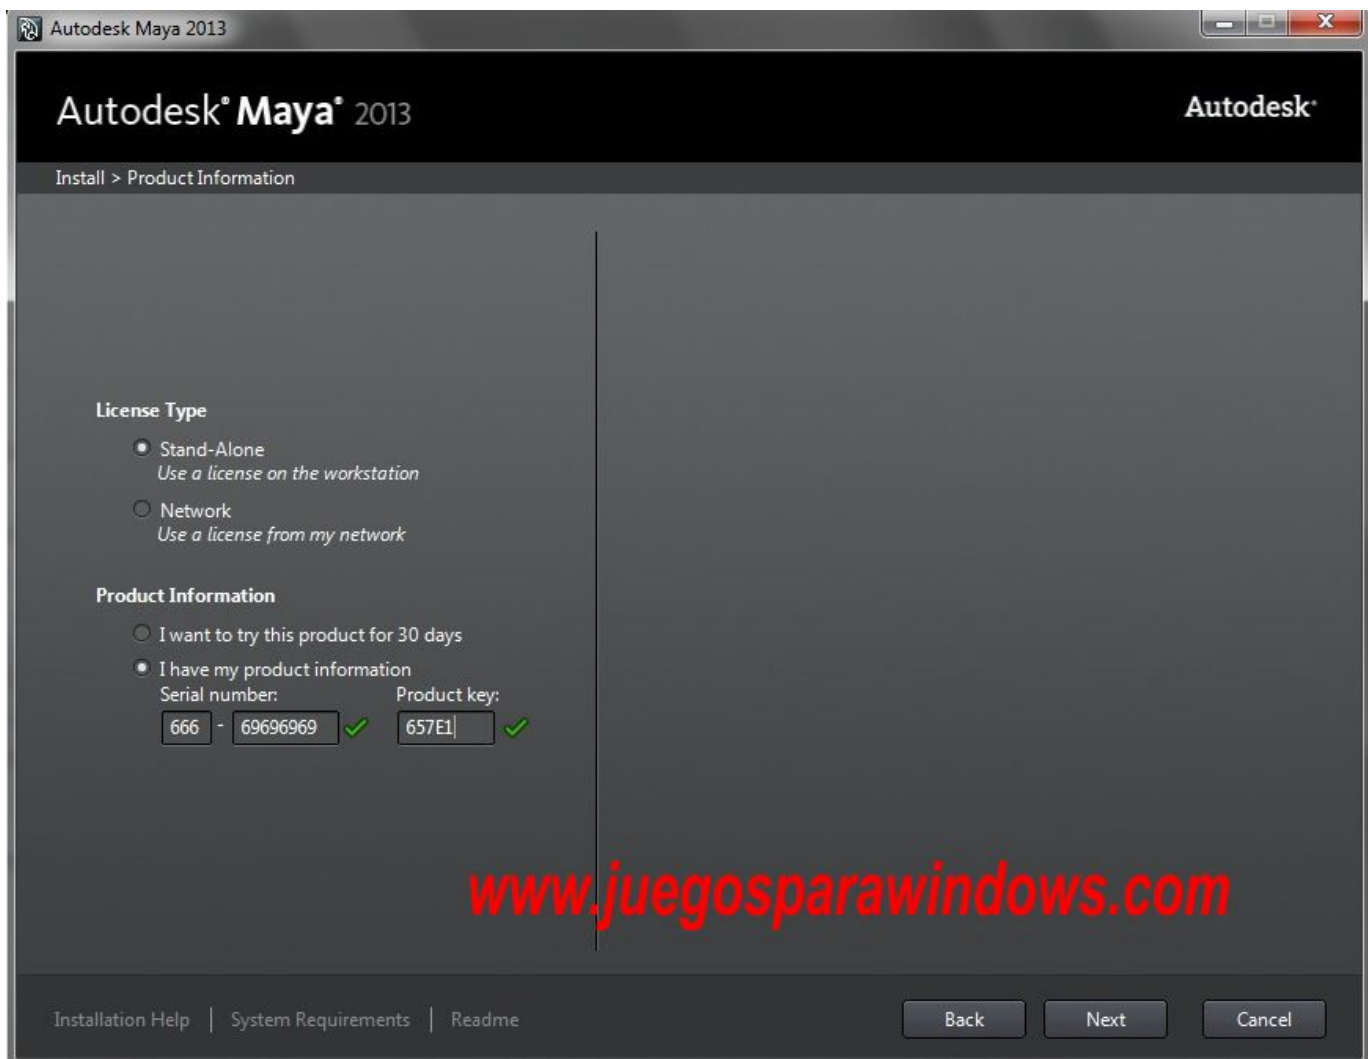 Autodesk Maya 2013
Autodesk® Maya® 2013
Autodesk®
Install > Product Information
License Type
Stand-Alone
Use a license on the workstation
Network
Use a license from my network
Product Information
I want to try this product for 30 days
I have my product information
Serial number: Product key:
666 - 69696969 657E1
www.juegosparawindows.com
Installation Help | System Requirements | Readme
Back Next Cancel